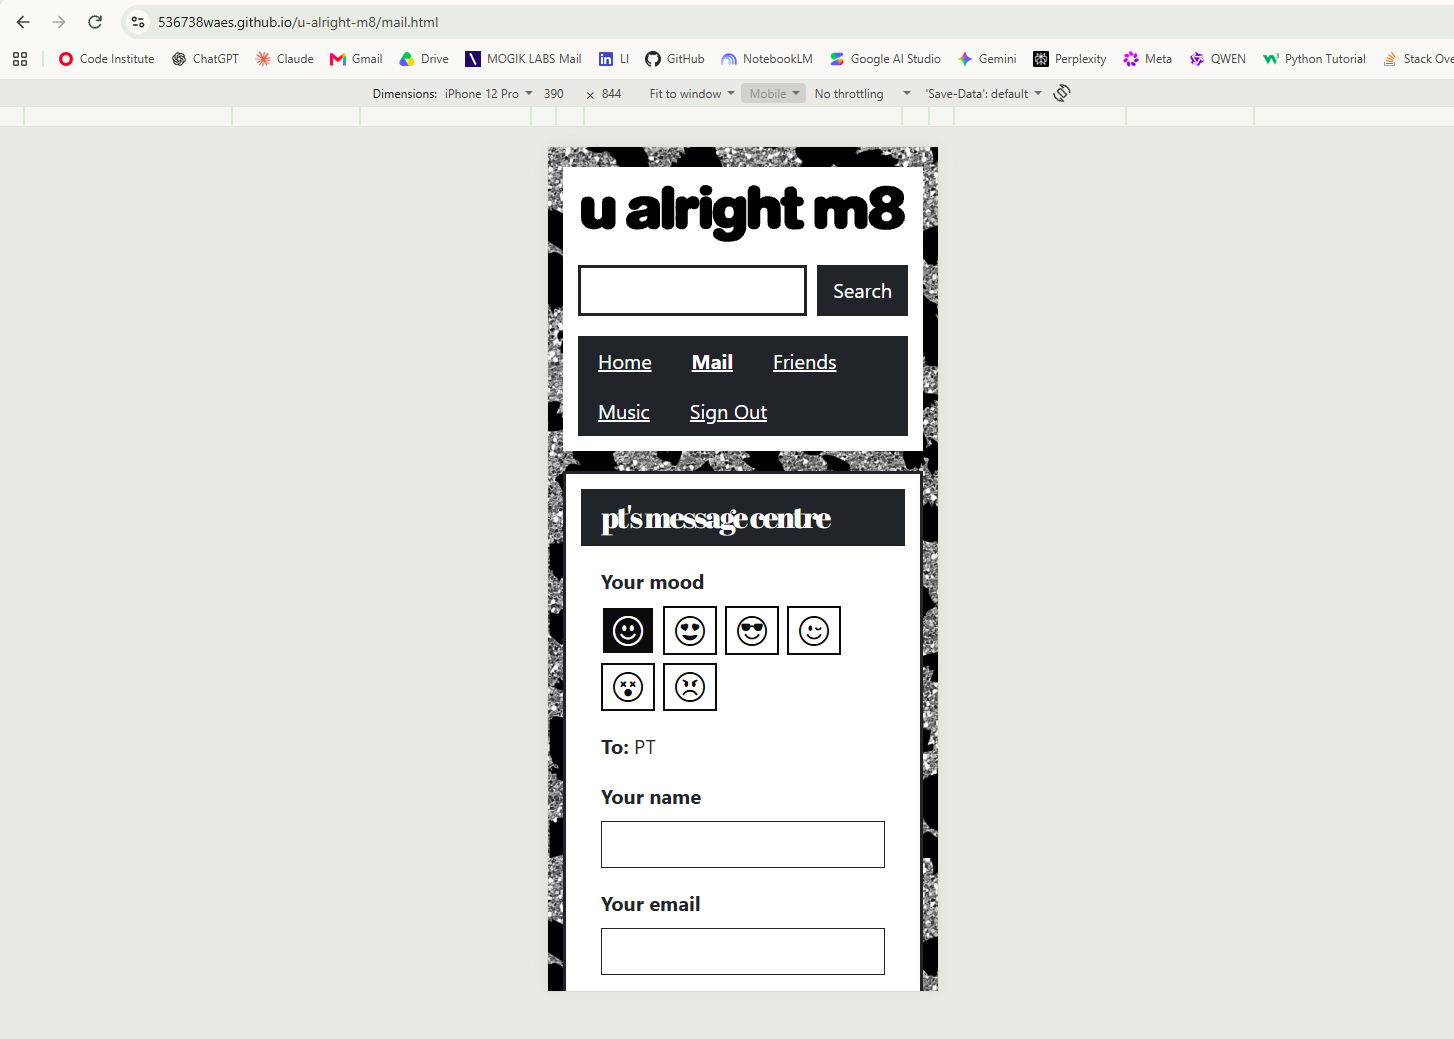 536738waes.github.io/u-alright-m8/mail.html
Code Institute ChatGPT Claude Gmail Drive MOGIK LABS Mail LI GitHub NotebookLM Google AI Studio Gemini Perplexity Meta QWEN Python Tutorial Stack Ove
Dimensions: iPhone 12 Pro 390 × 844 Fit to window Mobile No throttling 'Save-Data': default
u alright m8
Search
Home Mail Friends
Music Sign Out
pt's message centre
Your mood
To: PT
Your name
Your email